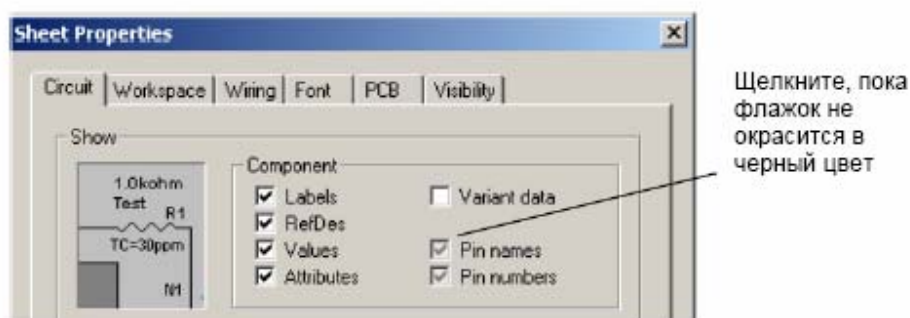 Sheet Properties
Circuit Workspace Wiring Font PCB Visibility
Show
1.0kohm
Test R1
TC=30ppm
N1
Component
Labels
RefDes
Values
Attributes
Variant data
Pin names
Pin numbers
Щелкните, пока
флажок не
окрасится в
черный цвет